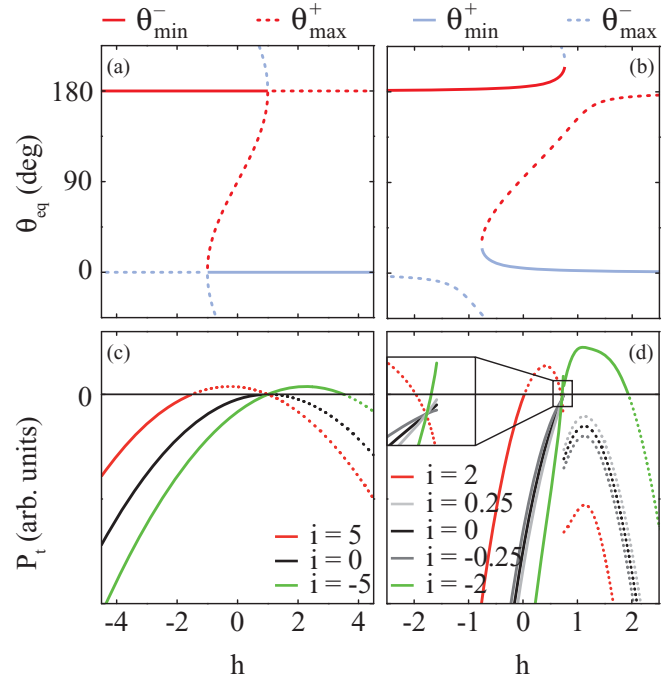 θ⁻min θ⁺max θ⁺min θ⁻max
(a) (b)
180
90
0
θeq (deg)
(c) (d)
0
i = 5
i = 0
i = -5
i = 2
i = 0.25
i = 0
i = -0.25
i = -2
Pt (arb. units)
-4 -2 0 2 4 -2 -1 0 1 2
h h